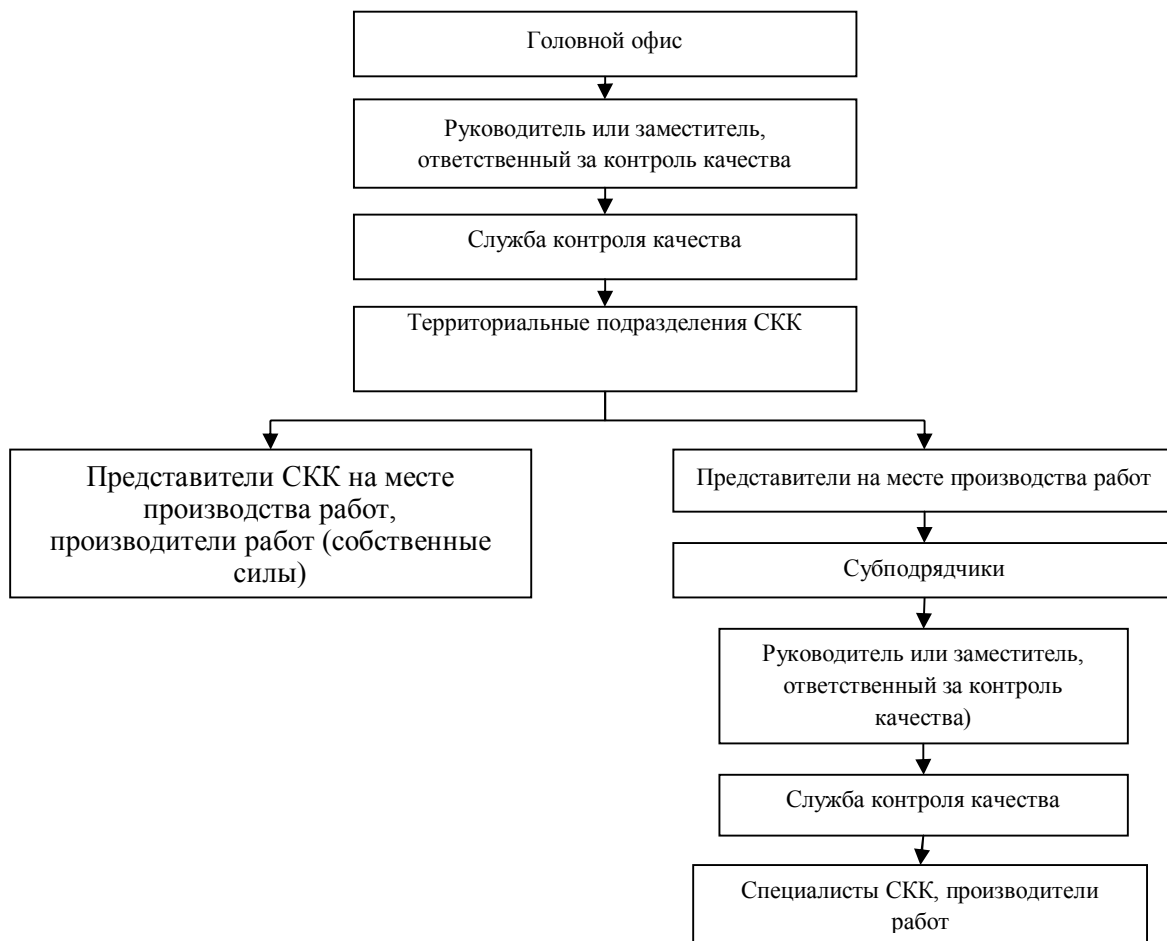 Головной офис
Руководитель или заместитель,
ответственный за контроль качества
Служба контроля качества
Территориальные подразделения СКК
Представители СКК на месте
производства работ,
производители работ (собственные
силы)
Представители на месте производства работ
Субподрядчики
Руководитель или заместитель,
ответственный за контроль
качества)
Служба контроля качества
Специалисты СКК, производители
работ